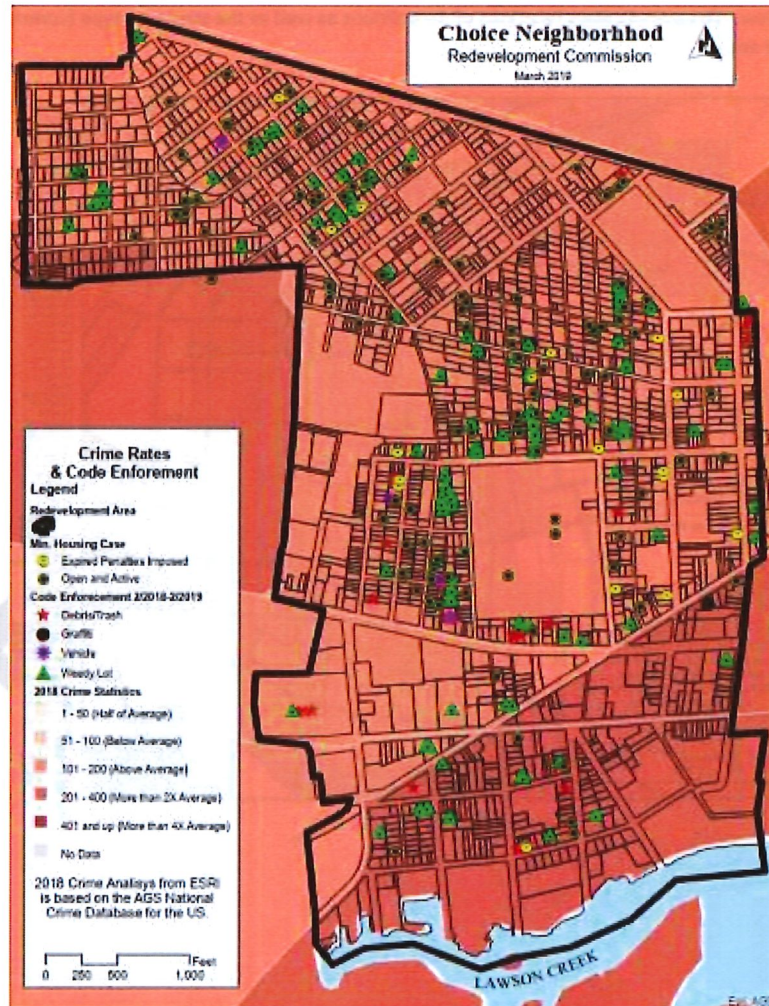 Choice Neighborhhod
Redevelopment Commission
March 2019
Crime Rates
& Code Enforement
Legend
Redevelopment Area
Min. Housing Case
Expired Penalties Imposed
Open and Active
Code Enforecement 2/2018-2/2019
Debris/Trash
Graffiti
Vehicle
Weedy Lot
2018 Crime Statistics
1 - 50 (Half of Average)
51 - 100 (Below Average)
101 - 200 (Above Average)
201 - 400 (More than 2X Average)
401 and up (More than 4X Average)
No Data
2018 Crime Analisys from ESRI
is based on the AGS National
Crime Database for the US.
Feet
0 250 500 1,000
LAWSON CREEK
Esri, AGS